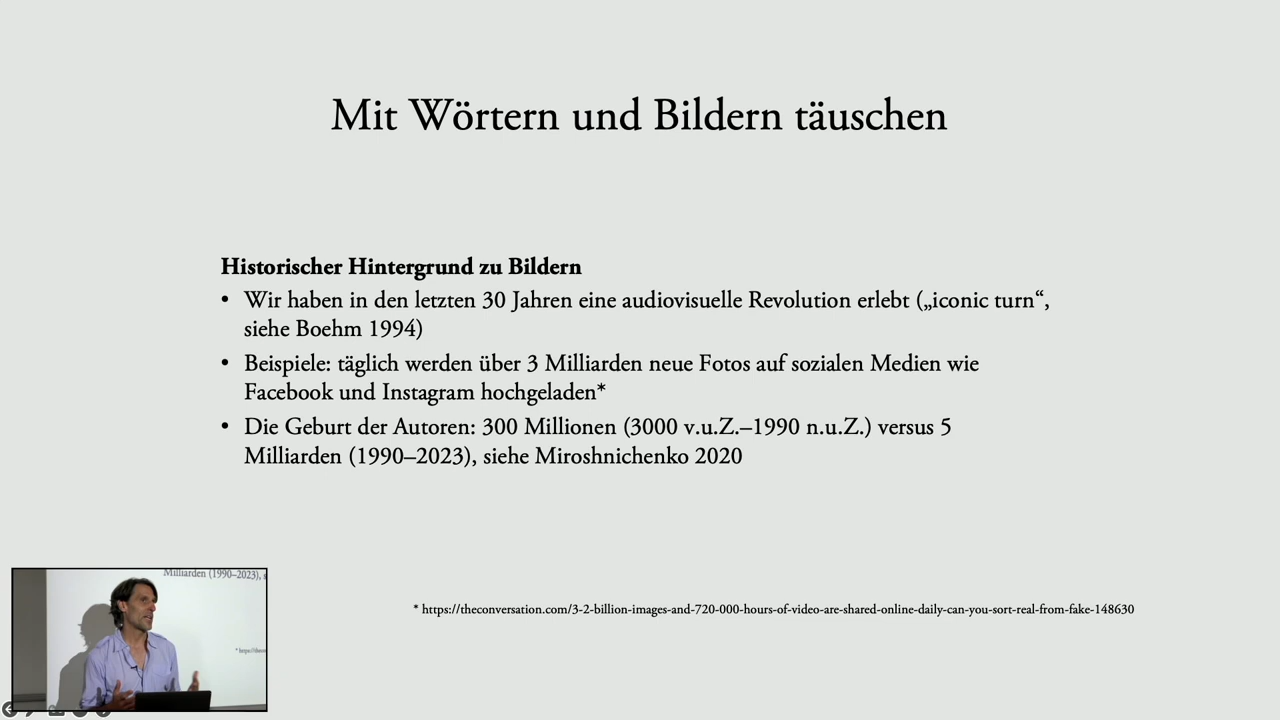 Mit Wörtern und Bildern täuschen
Historischer Hintergrund zu Bildern
• Wir haben in den letzten 30 Jahren eine audiovisuelle Revolution erlebt („iconic turn“,
siehe Boehm 1994)
• Beispiele: täglich werden über 3 Milliarden neue Fotos auf sozialen Medien wie
Facebook und Instagram hochgeladen*
• Die Geburt der Autoren: 300 Millionen (3000 v.u.Z.–1990 n.u.Z.) versus 5
Milliarden (1990–2023), siehe Miroshnichenko 2020
* https://theconversation.com/3-2-billion-images-and-720-000-hours-of-video-are-shared-online-daily-can-you-sort-real-from-fake-148630
Milliarden (1990–2023),